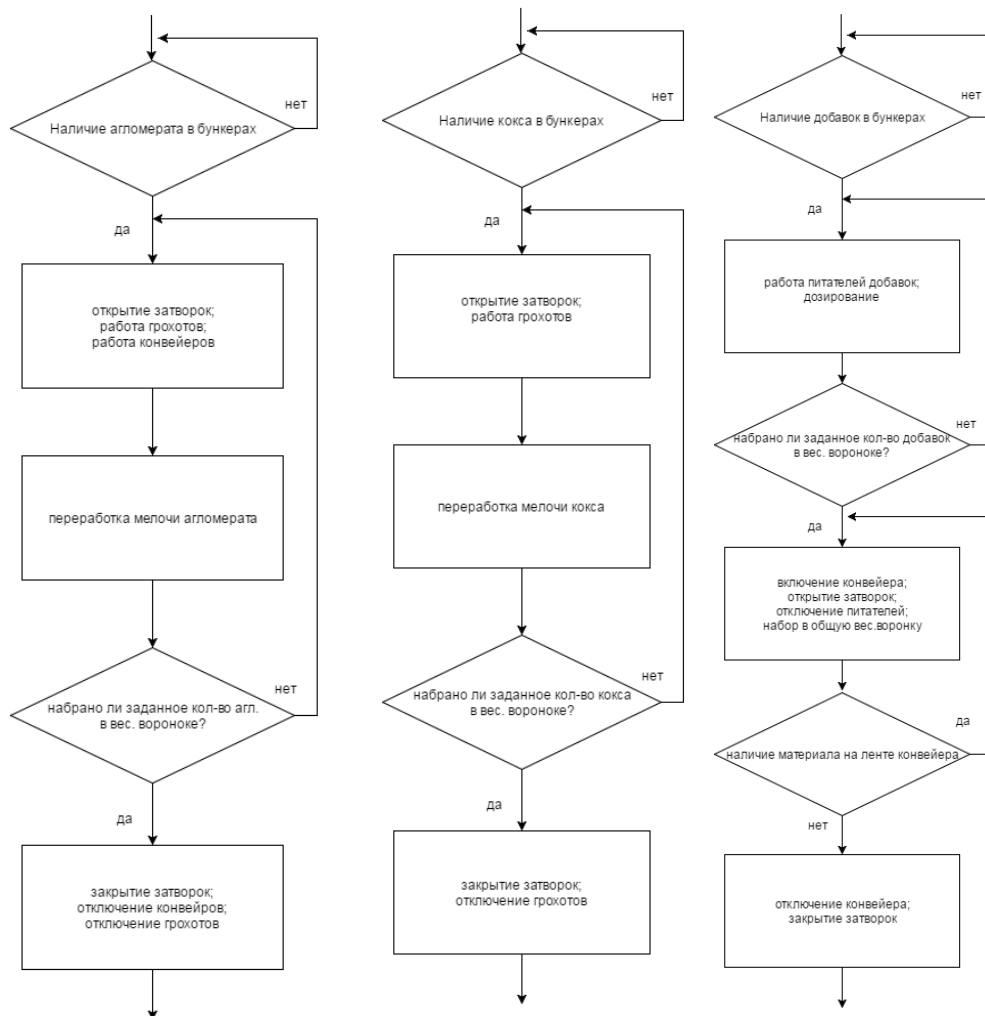 нет
Наличие агломерата в бункерах
да
открытие затворок;
работа грохотов;
работа конвейеров
переработка мелочи агломерата
нет
набрано ли заданное кол-во агл.
в вес. вороноке?
да
закрытие затворок;
отключение конвейров;
отключение грохотов
нет
Наличие кокса в бункерах
да
открытие затворок;
работа грохотов
переработка мелочи кокса
нет
набрано ли заданное кол-во кокса
в вес. вороноке?
да
закрытие затворок;
отключение грохотов
нет
Наличие добавок в бункерах
да
работа питателей добавок;
дозирование
нет
набрано ли заданное кол-во добавок
в вес. вороноке?
да
включение конвейера;
открытие затворок;
отключение питателей;
набор в общую вес.воронку
да
наличие материала на ленте конвейера
нет
отключение конвейера;
закрытие затворок